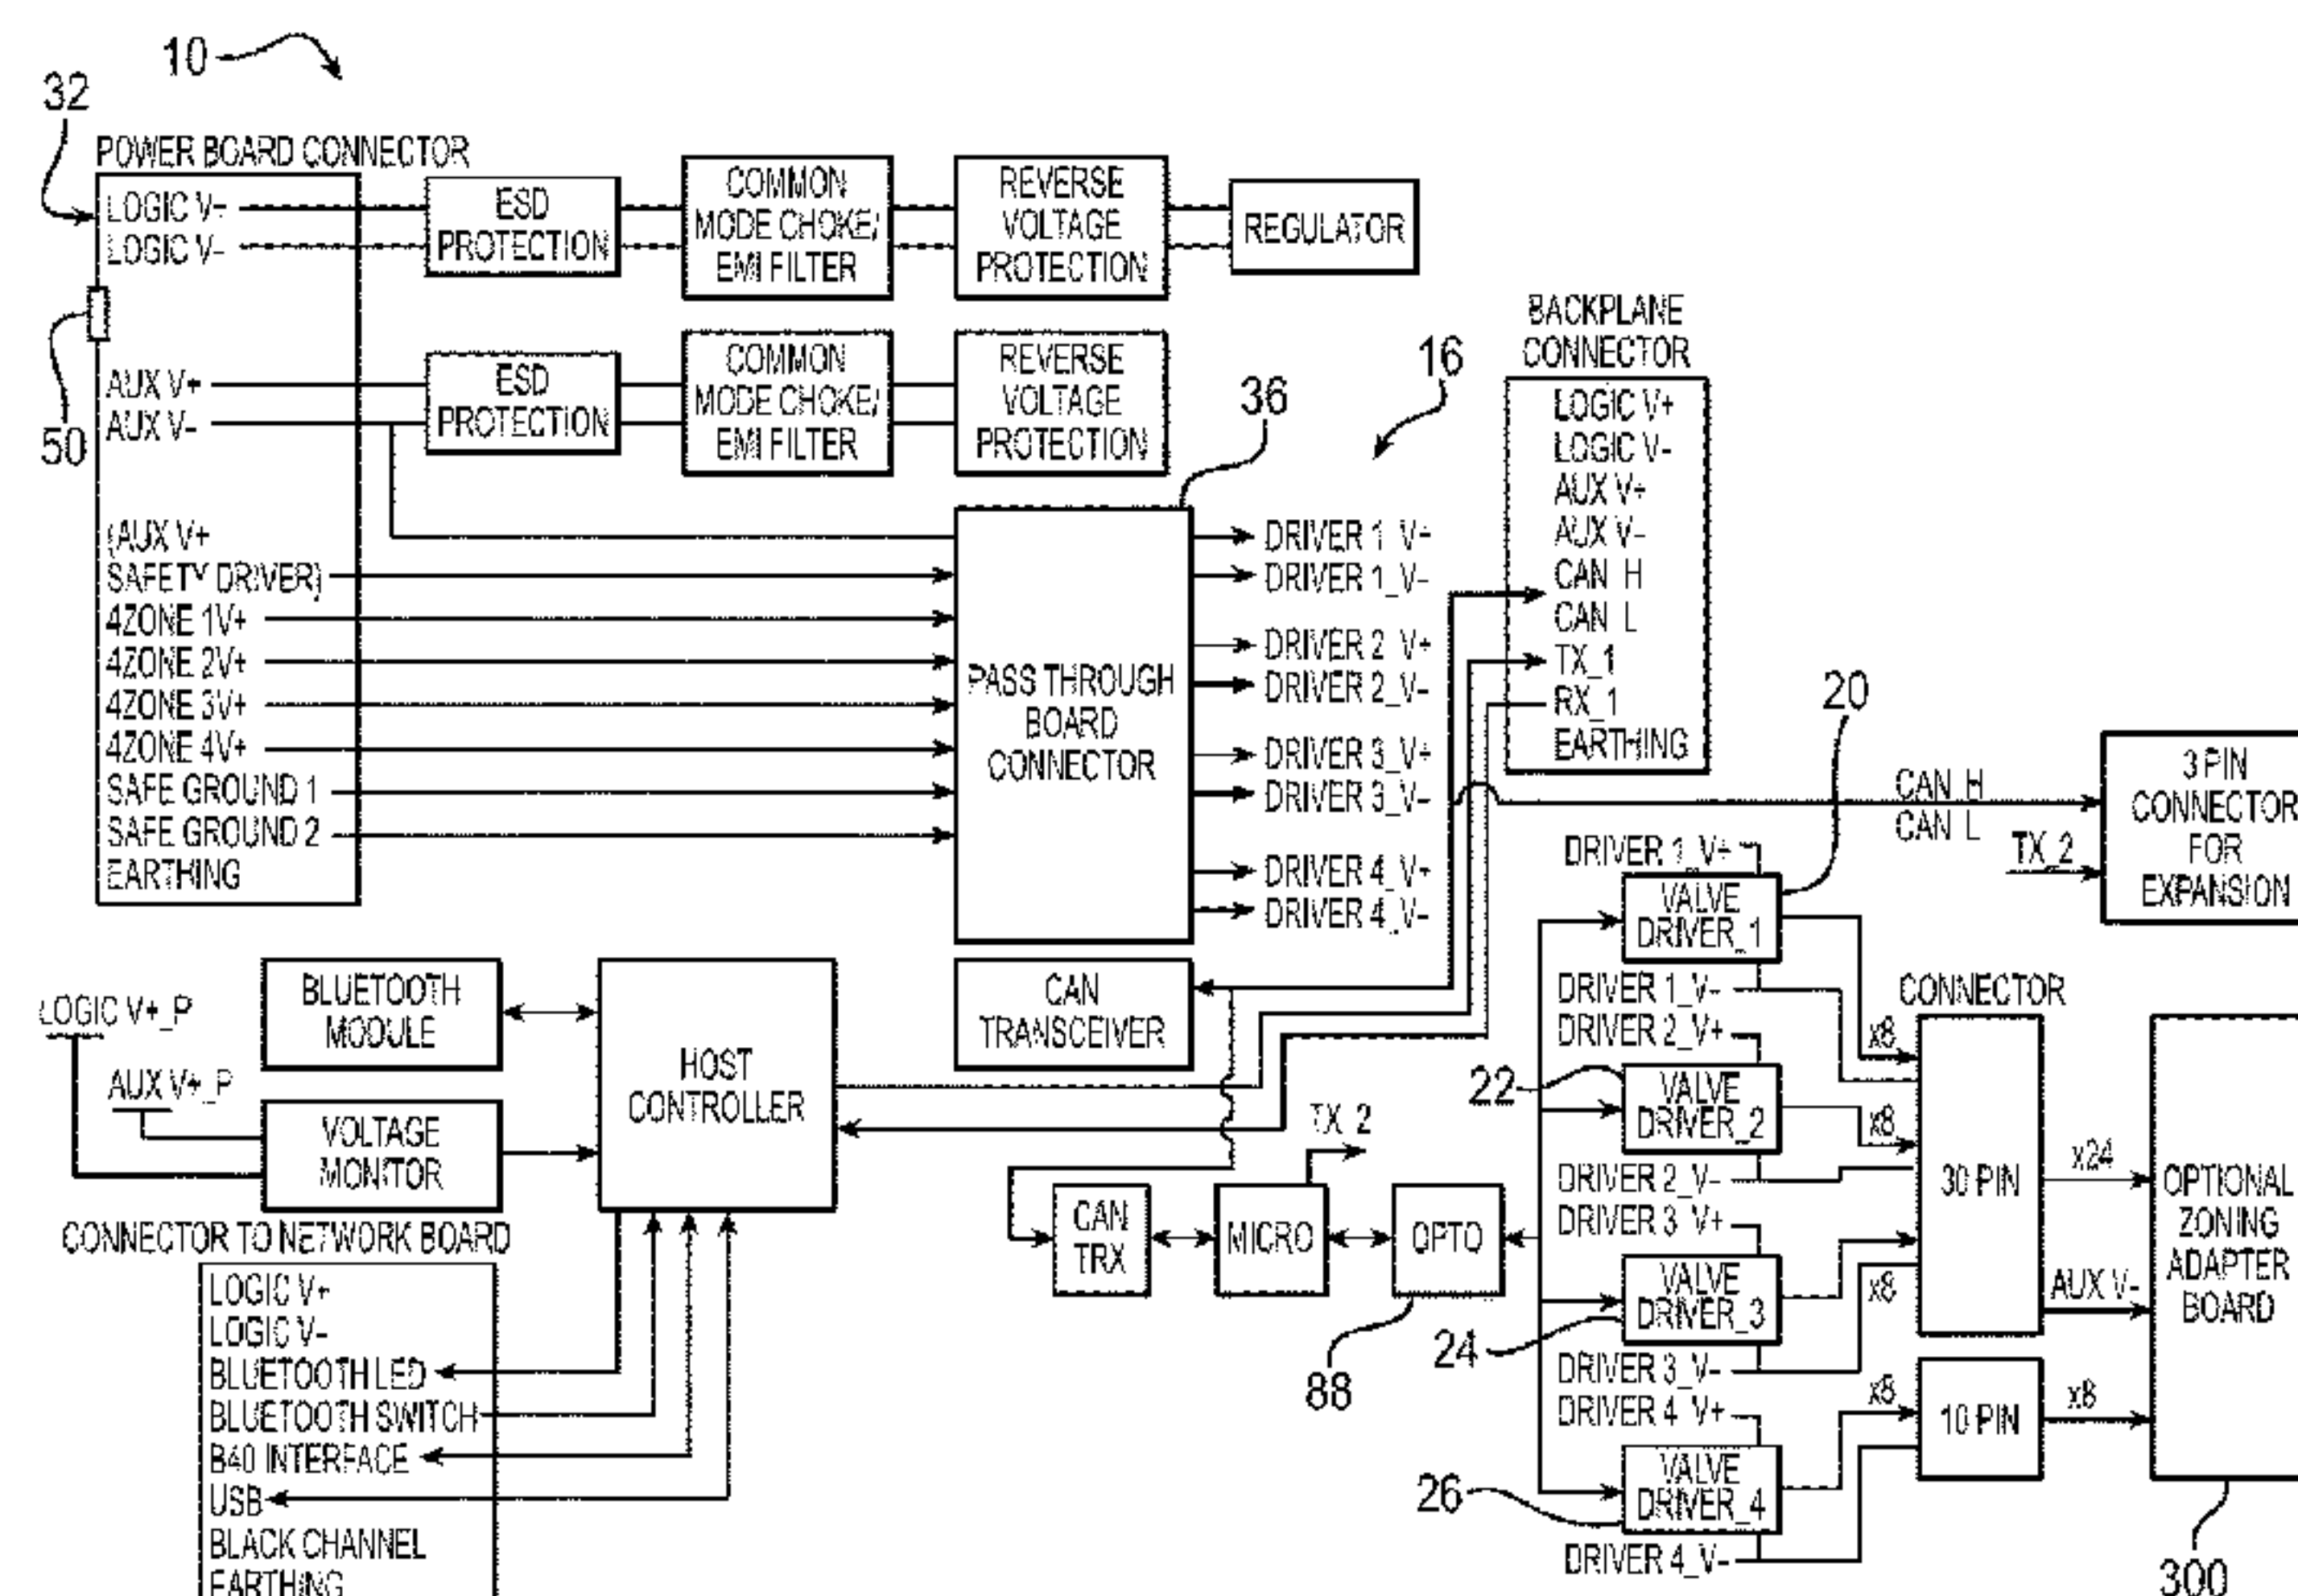 10
32
POWER BOARD CONNECTOR
LOGIC V+
LOGIC V-
50
AUX V+
AUX V-
(AUX V+
SAFETY DRIVER)
4ZONE 1V+
4ZONE 2V+
4ZONE 3V+
4ZONE 4V+
SAFE GROUND 1
SAFE GROUND 2
EARTHING
ESD
PROTECTION
COMMON
MODE CHOKE/
EMI FILTER
REVERSE
VOLTAGE
PROTECTION
REGULATOR
ESD
PROTECTION
COMMON
MODE CHOKE/
EMI FILTER
REVERSE
VOLTAGE
PROTECTION
36
16
PASS THROUGH
BOARD
CONNECTOR
DRIVER 1_V+
DRIVER 1_V-
DRIVER 2_V+
DRIVER 2_V-
DRIVER 3_V+
DRIVER 3_V-
DRIVER 4_V+
DRIVER 4_V-
BACKPLANE
CONNECTOR
LOGIC V+
LOGIC V-
AUX V+
AUX V-
CAN_H
CAN_L
TX_1
RX_1
EARTHING
20
CAN_H
CAN_L
TX_2
3 PIN
CONNECTOR
FOR
EXPANSION
LOGIC V+_P
AUX V+_P
BLUETOOTH
MODULE
VOLTAGE
MONITOR
HOST
CONTROLLER
CAN
TRANSCEIVER
CONNECTOR TO NETWORK BOARD
LOGIC V+
LOGIC V-
BLUETOOTH LED
BLUETOOTH SWITCH
B40 INTERFACE
USB
BLACK CHANNEL
EARTHING
CAN
TRX
MICRO
TX_2
OPTO
88
DRIVER 1_V+
VALVE
DRIVER_1
DRIVER 1_V-
DRIVER 2_V+
22
VALVE
DRIVER_2
DRIVER 2_V-
DRIVER 3_V+
24
VALVE
DRIVER_3
DRIVER 3_V-
DRIVER 4_V+
26
VALVE
DRIVER_4
DRIVER 4_V-
x8
x8
x8
x8
CONNECTOR
30 PIN
10 PIN
x24
AUX V-
x8
OPTIONAL
ZONING
ADAPTER
BOARD
300